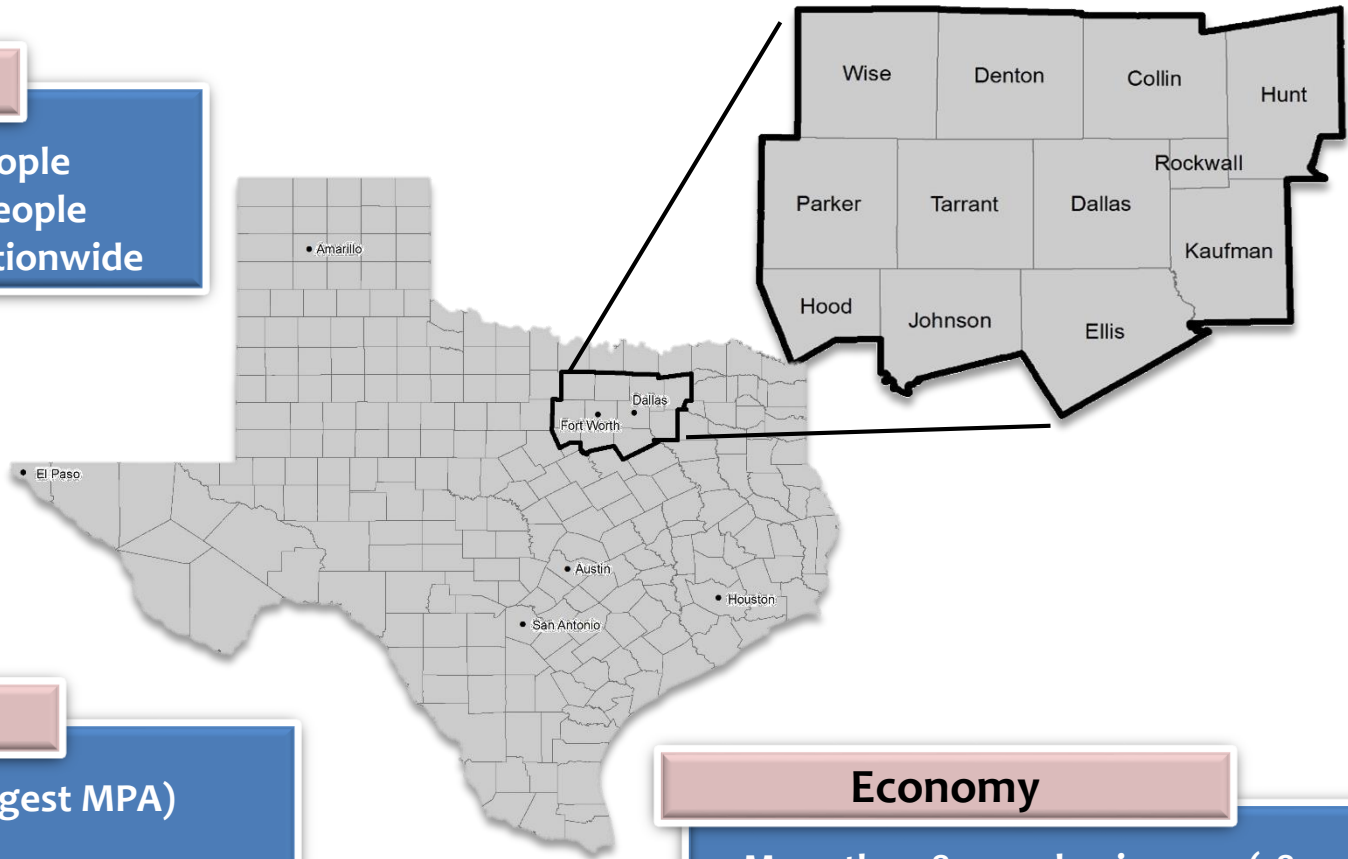 ople
eople
tionwide
Amarillo
Dallas
Fort Worth
El Paso
Austin
Houston
San Antonio
Wise
Denton
Collin
Hunt
Rockwall
Parker
Tarrant
Dallas
Kaufman
Hood
Johnson
Ellis
gest MPA)
Economy